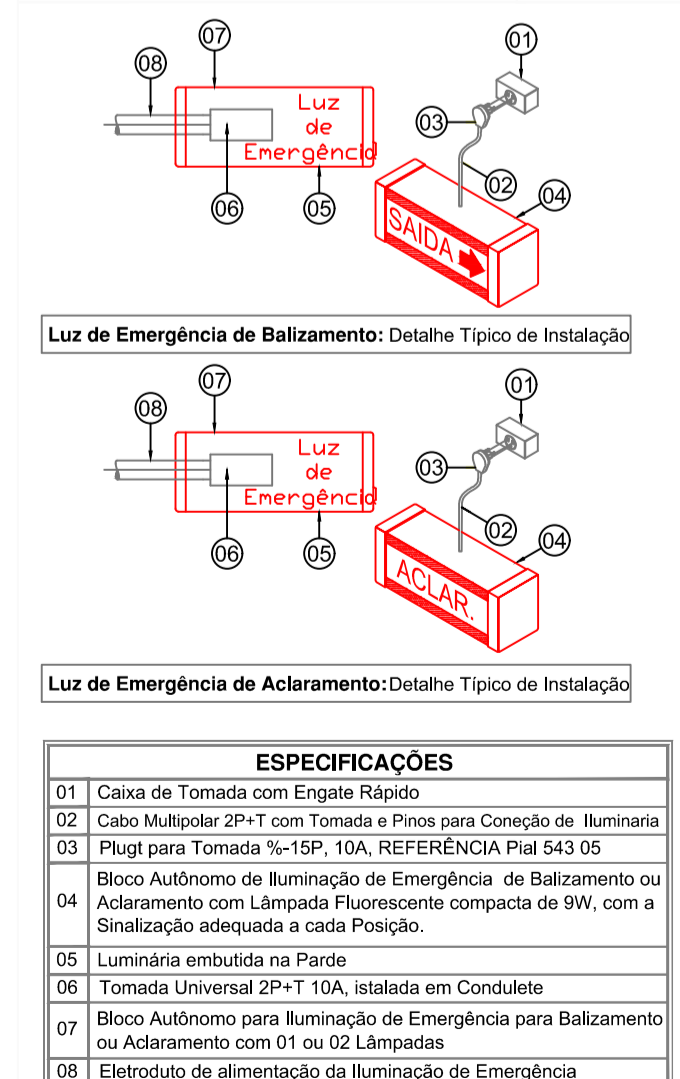 07
01
08
Luz
de
Emergência
03
02
04
06
05
SAIDA
Luz de Emergência de Balizamento: Detalhe Típico de Instalação
07
01
08
Luz
de
Emergência
03
02
04
06
05
ACLAR.
Luz de Emergência de Aclaramento: Detalhe Típico de Instalação
ESPECIFICAÇÕES
01 Caixa de Tomada com Engate Rápido
02 Cabo Multipolar 2P+T com Tomada e Pinos para Coneção de Iluminaria
03 Plugt para Tomada %-15P, 10A, REFERÊNCIA Pial 543 05
04 Bloco Autônomo de Iluminação de Emergência de Balizamento ou
Aclaramento com Lâmpada Fluorescente compacta de 9W, com a
Sinalização adequada a cada Posição.
05 Luminária embutida na Parde
06 Tomada Universal 2P+T 10A, istalada em Condulete
07 Bloco Autônomo para Iluminação de Emergência para Balizamento
ou Aclaramento com 01 ou 02 Lâmpadas
08 Eletroduto de alimentação da Iluminação de Emergência